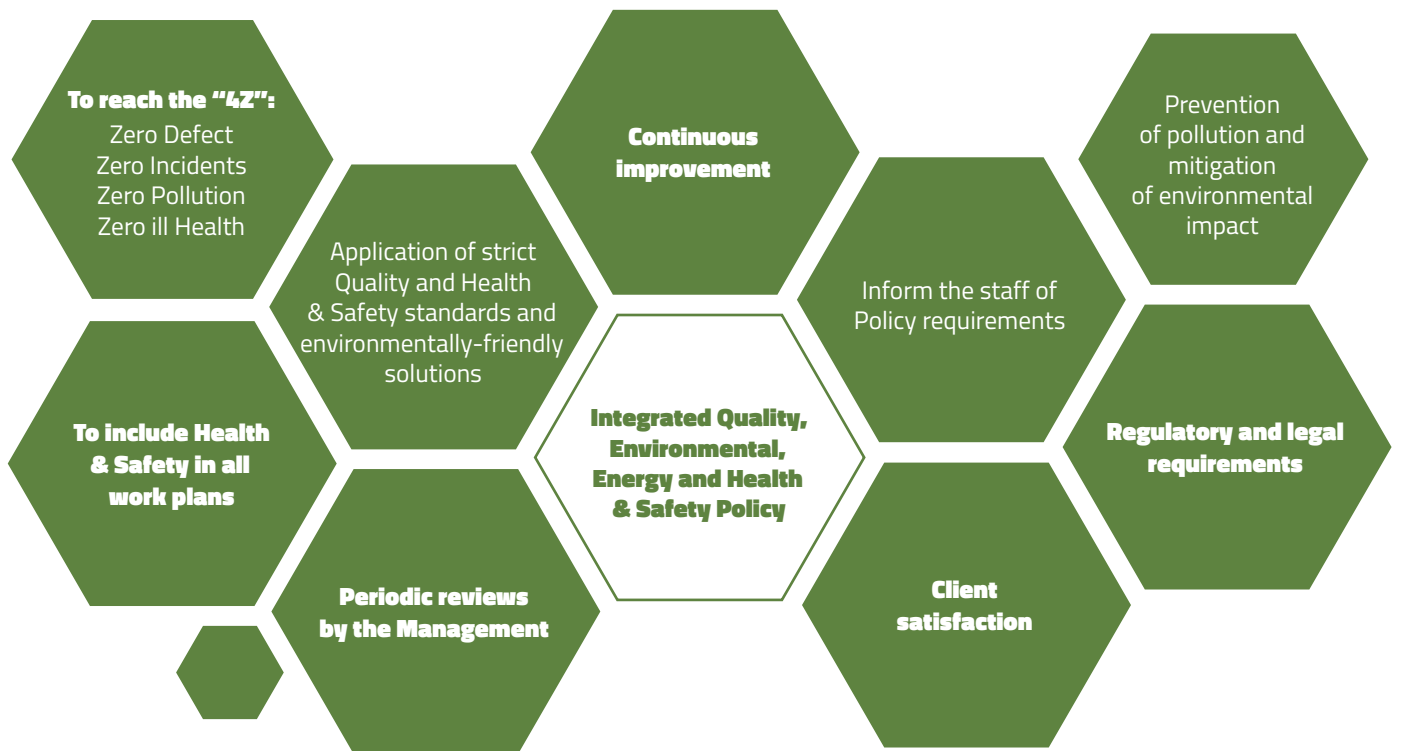 To reach the “4Z”:
Zero Defect
Zero Incidents
Zero Pollution
Zero ill Health
Application of strict
Quality and Health
& Safety standards and
environmentally-friendly
solutions
Continuous
improvement
Inform the staff of
Policy requirements
Prevention
of pollution and
mitigation
of environmental
impact
To include Health
& Safety in all
work plans
Integrated Quality,
Environmental,
Energy and Health
& Safety Policy
Regulatory and legal
requirements
Periodic reviews
by the Management
Client
satisfaction